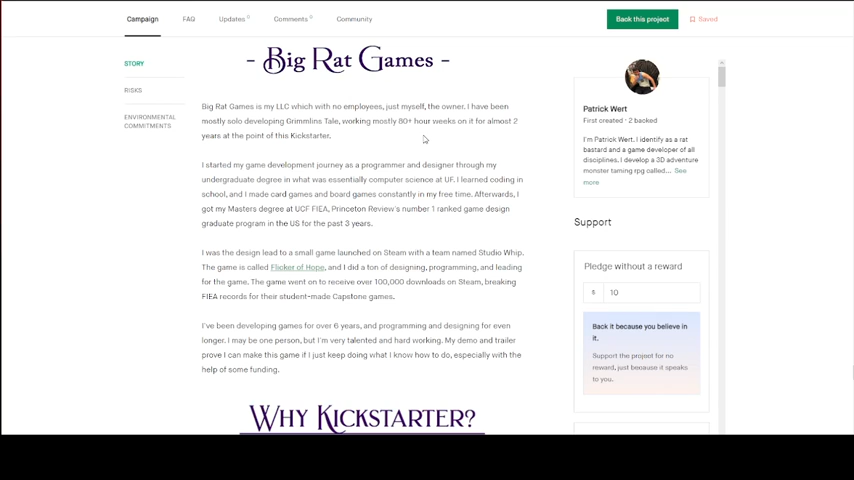 Campaign
FAQ
Updates 0
Comments 0
Community
Back this project
Saved
STORY
RISKS
ENVIRONMENTAL
COMMITMENTS
- Big Rat Games -
Big Rat Games is my LLC which with no employees, just myself, the owner. I have been
mostly solo developing Grimmlins Tale, working mostly 80+ hour weeks on it for almost 2
years at the point of this Kickstarter.
I started my game development journey as a programmer and designer through my
undergraduate degree in what was essentially computer science at UF. I learned coding in
school, and I made card games and board games constantly in my free time. Afterwards, I
got my Masters degree at UCF FIEA, Princeton Review's number 1 ranked game design
graduate program in the US for the past 3 years.
I was the design lead to a small game launched on Steam with a team named Studio Whip.
The game is called Flicker of Hope, and I did a ton of designing, programming, and leading
for the game. The game went on to receive over 100,000 downloads on Steam, breaking
FIEA records for their student-made Capstone games.
I've been developing games for over 6 years, and programming and designing for even
longer. I may be one person, but I'm very talented and hard working. My demo and trailer
prove I can make this game if I just keep doing what I know how to do, especially with the
help of some funding.
WHY KICKSTARTER?
Patrick Wert
First created · 2 backed
I'm Patrick Wert. I identify as a rat
bastard and a game developer of all
disciplines. I develop a 3D adventure
monster taming rpg called... See
more
Support
Pledge without a reward
$ 10
Back it because you believe in
it.
Support the project for no
reward, just because it speaks
to you.